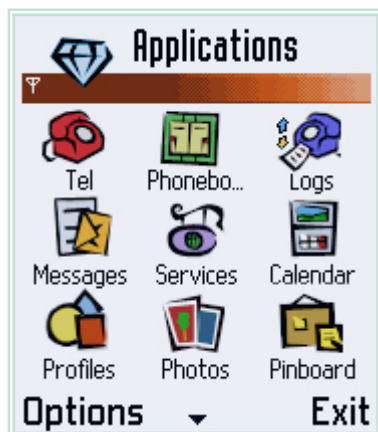 Applications
Tel Phonebo... Logs
Messages Services Calendar
Profiles Photos Pinboard
Options Exit